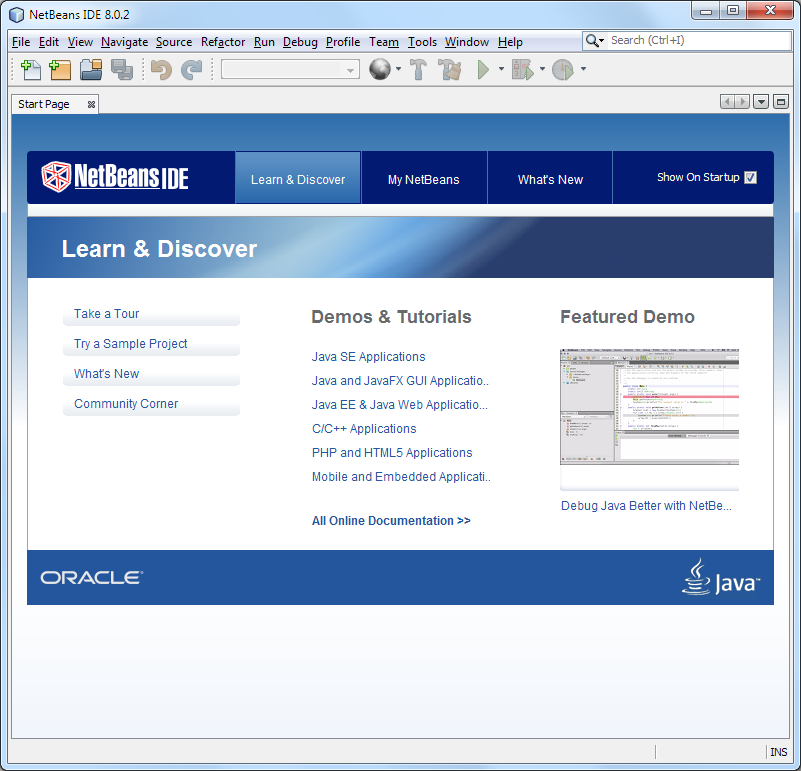 NetBeans IDE 8.0.2
File Edit View Navigate Source Refactor Run Debug Profile Team Tools Window Help
Search (Ctrl+I)
Start Page
NetBeans IDE
Learn & Discover
My NetBeans
What's New
Show On Startup
Learn & Discover
Take a Tour
Try a Sample Project
What's New
Community Corner
Demos & Tutorials
Java SE Applications
Java and JavaFX GUI Applicatio..
Java EE & Java Web Applicatio...
C/C++ Applications
PHP and HTML5 Applications
Mobile and Embedded Applicati..
All Online Documentation >>
Featured Demo
Debug Java Better with NetBe...
ORACLE®
Java™
INS